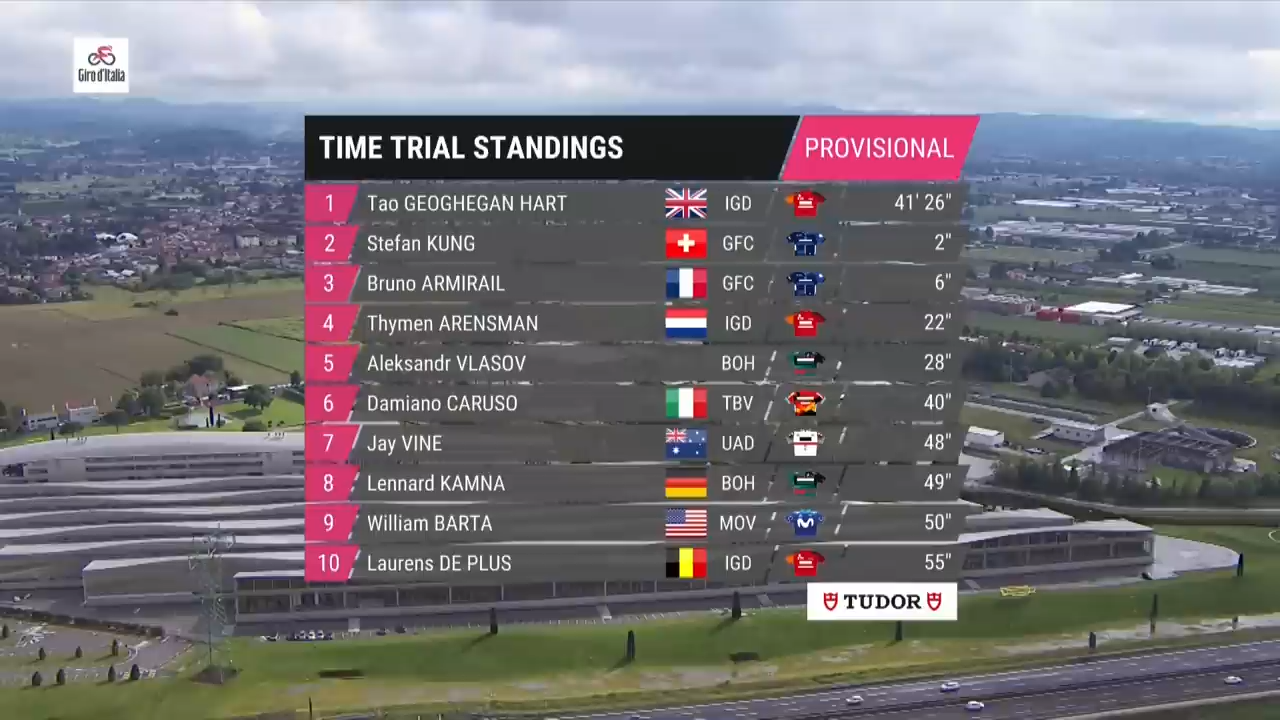 Giro d'Italia
TIME TRIAL STANDINGS PROVISIONAL
1 Tao GEOGHEGAN HART IGD 41' 26"
2 Stefan KUNG GFC 2"
3 Bruno ARMIRAIL GFC 6"
4 Thymen ARENSMAN IGD 22"
5 Aleksandr VLASOV BOH 28"
6 Damiano CARUSO TBV 40"
7 Jay VINE UAD 48"
8 Lennard KAMNA BOH 49"
9 William BARTA MOV 50"
10 Laurens DE PLUS IGD 55"
TUDOR